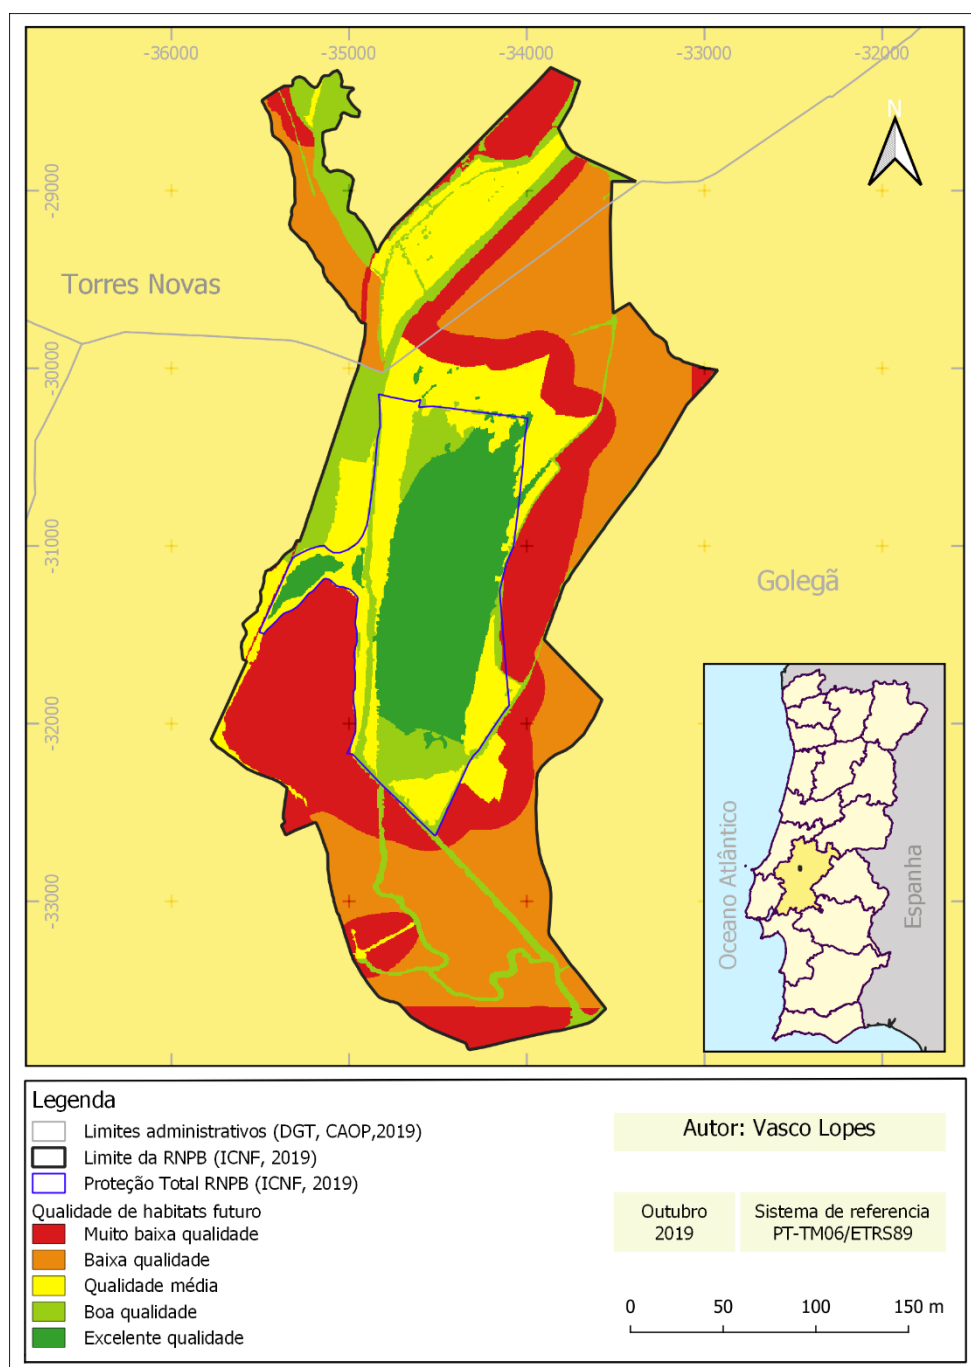 -36000
-35000
-34000
-33000
-32000
N
-29000
Torres Novas
-30000
-31000
Golegã
-32000
-33000
Oceano Atlântico
Espanha
Legenda
Limites administrativos (DGT, CAOP,2019)
Limite da RNPB (ICNF, 2019)
Proteção Total RNPB (ICNF, 2019)
Qualidade de habitats futuro
Muito baixa qualidade
Baixa qualidade
Qualidade média
Boa qualidade
Excelente qualidade
Autor: Vasco Lopes
Outubro
2019
Sistema de referencia
PT-TM06/ETRS89
0 50 100 150 m